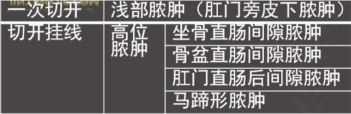 一次切开 浅部脓肿（肛门旁皮下脓肿）
切开挂线 高位脓肿 坐骨直肠间隙脓肿
骨盆直肠间隙脓肿
肛门直肠后间隙脓肿
马蹄形脓肿